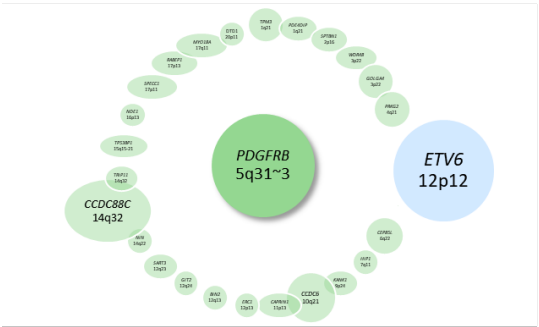 TPM3
1q21
PDE4DIP
1q21
SPTBN1
2p16
WDR48
3p22
GOLGA4
3p22
PRKG2
4q21
ETV6
12p12
CEP85L
6q22
HIP1
7q11
KANK1
9p24
CCDC6
10q21
CAPRIN1
11p13
ERC1
12p13
BIN2
12q13
GIT2
12q24
SART3
12q23
NIN
14q22
CCDC88C
14q32
TRIP11
14q32
TP53BP1
15q15-21
NDE1
16p13
SPECC1
17p11
RABEP1
17p13
MYO18A
17q11
DTD1
20p11
PDGFRB
5q31~3